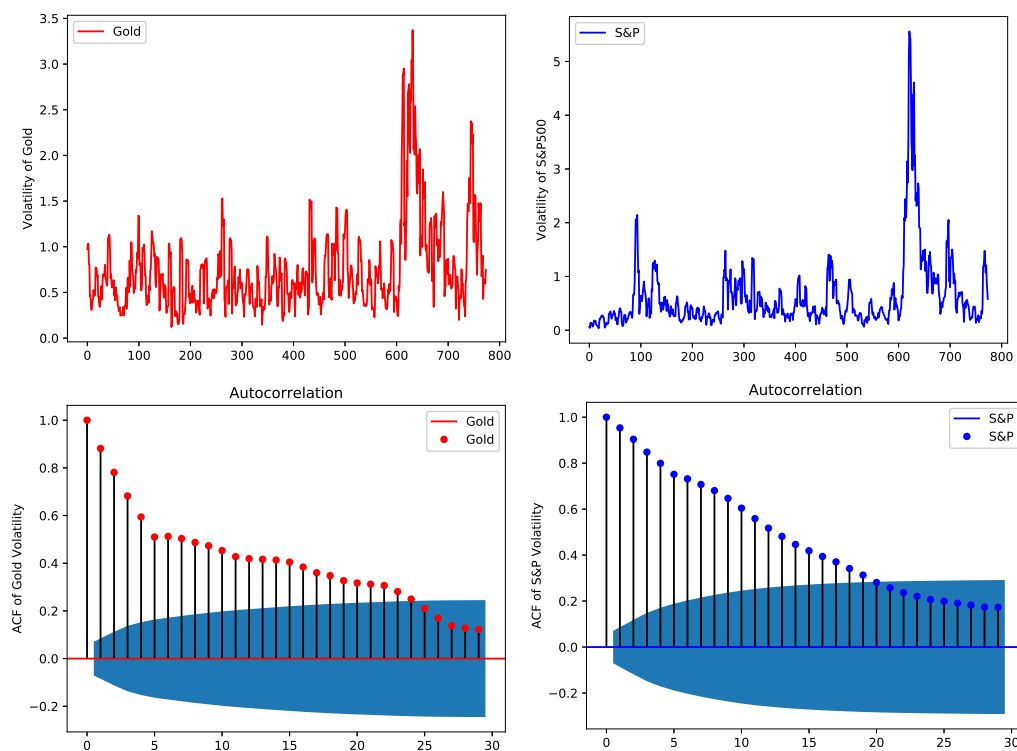 Gold
Volatility of Gold
3.5
3.0
2.5
2.0
1.5
1.0
0.5
0.0
0 100 200 300 400 500 600 700 800
S&P
Volatility of S&P500
5
4
3
2
1
0
0 100 200 300 400 500 600 700 800
Autocorrelation
Gold
Gold
ACF of Gold Volatility
1.0
0.8
0.6
0.4
0.2
0.0
−0.2
0 5 10 15 20 25 30
Autocorrelation
S&P
S&P
ACF of S&P Volatility
1.0
0.8
0.6
0.4
0.2
0.0
−0.2
0 5 10 15 20 25 30